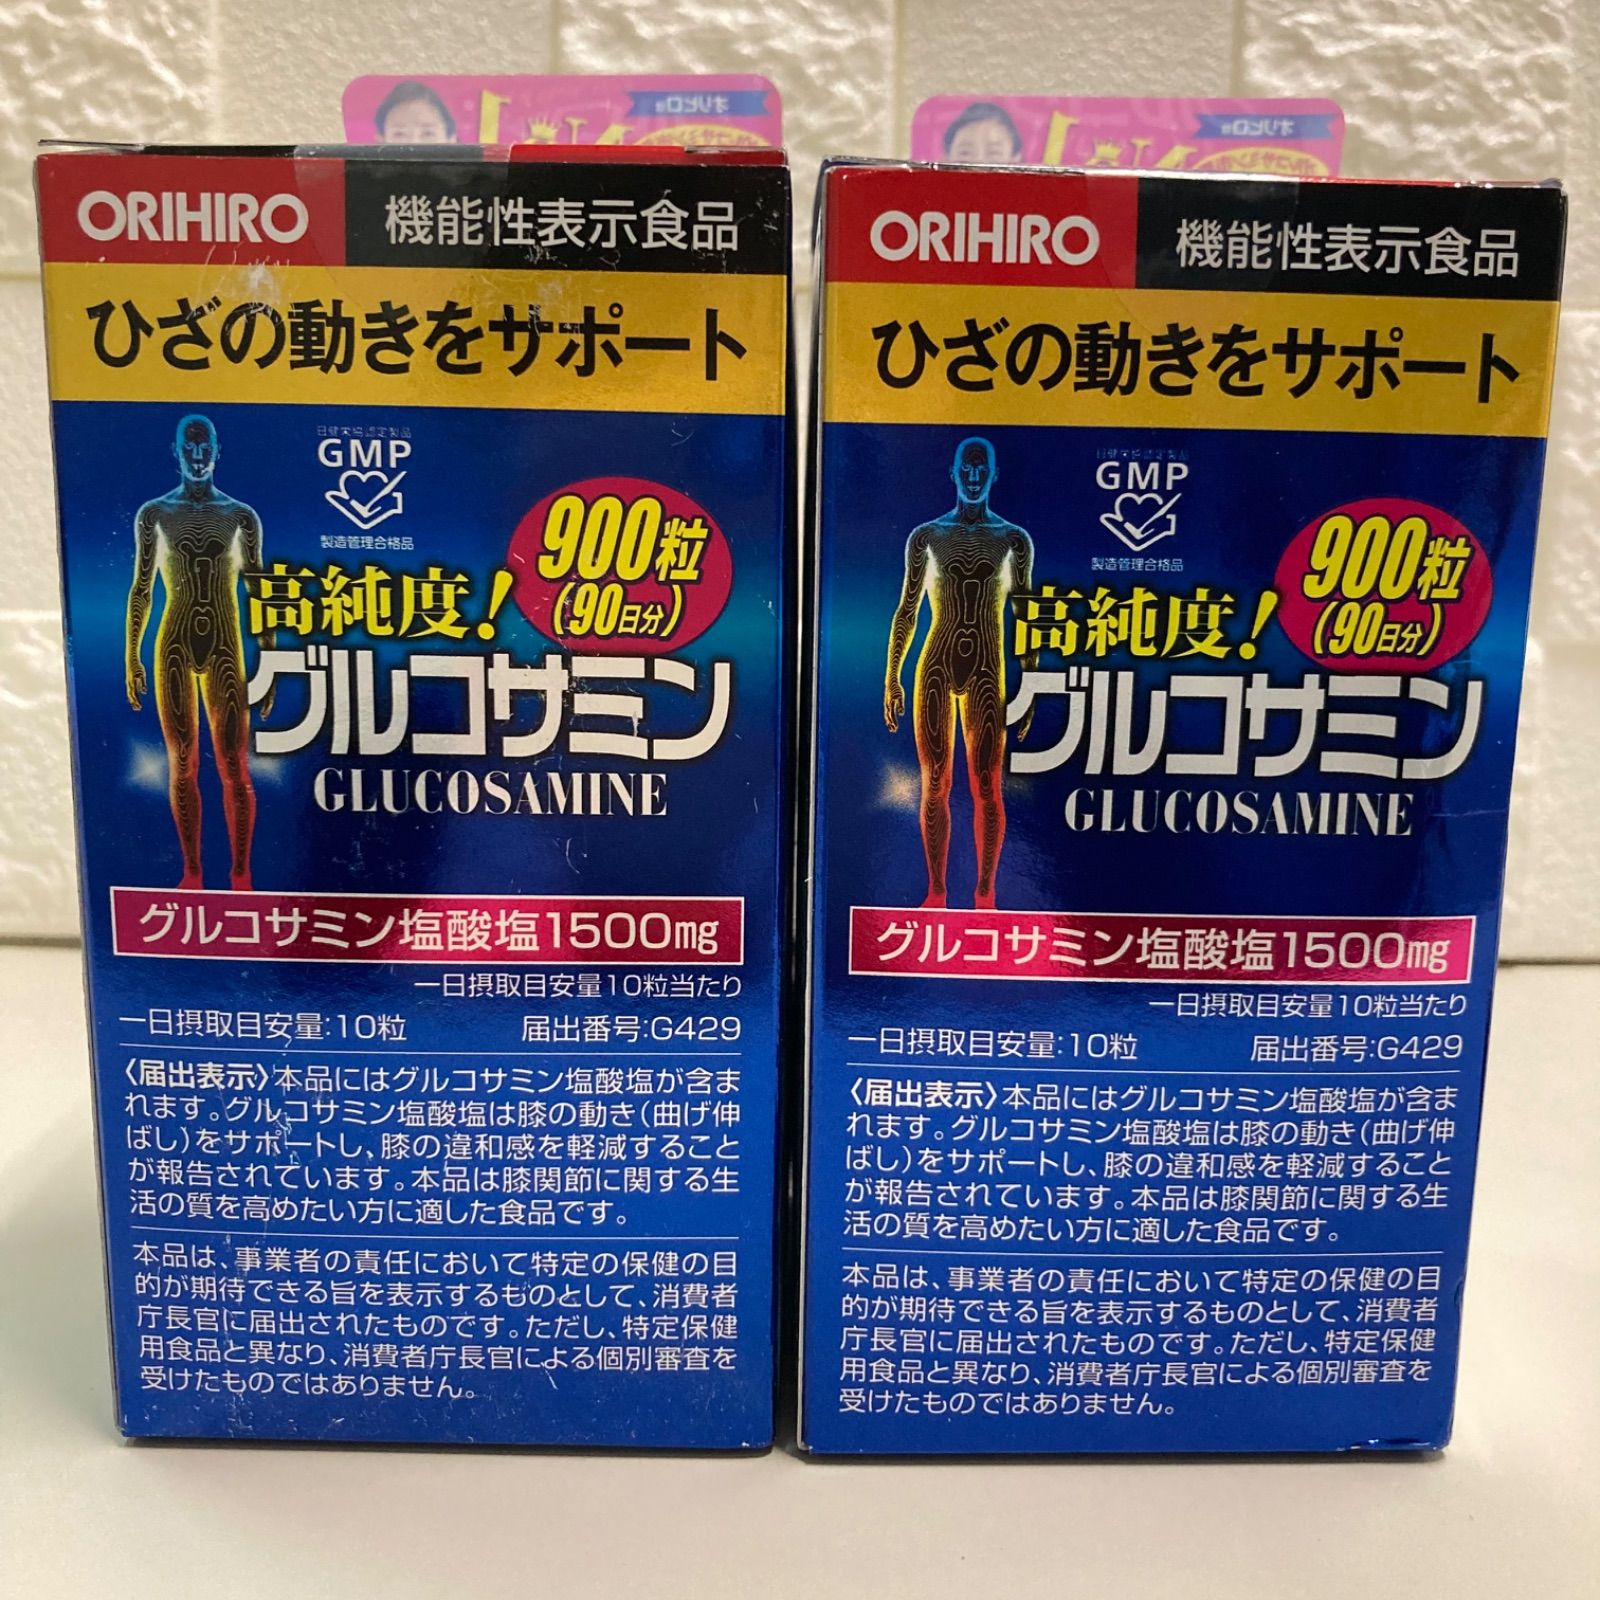 ORIHIRO 機能性表示食品
ひざの動きをサポート
日健栄協認定製品
GMP
製造管理合格品
900粒
(90日分)
高純度!
グルコサミン
GLUCOSAMINE
グルコサミン塩酸塩1500mg
一日摂取目安量10粒当たり
一日摂取目安量:10粒 届出番号:G429
〈届出表示〉本品にはグルコサミン塩酸塩が含ま
れます。グルコサミン塩酸塩は膝の動き(曲げ伸
ばし)をサポートし、膝の違和感を軽減すること
が報告されています。本品は膝関節に関する生
活の質を高めたい方に適した食品です。
本品は、事業者の責任において特定の保健の目
的が期待できる旨を表示するものとして、消費者
庁長官に届出されたものです。ただし、特定保健
用食品と異なり、消費者庁長官による個別審査を
受けたものではありません。
ORIHIRO 機能性表示食品
ひざの動きをサポート
日健栄協認定製品
GMP
製造管理合格品
900粒
(90日分)
高純度!
グルコサミン
GLUCOSAMINE
グルコサミン塩酸塩1500mg
一日摂取目安量10粒当たり
一日摂取目安量:10粒 届出番号:G429
〈届出表示〉本品にはグルコサミン塩酸塩が含ま
れます。グルコサミン塩酸塩は膝の動き(曲げ伸
ばし)をサポートし、膝の違和感を軽減すること
が報告されています。本品は膝関節に関する生
活の質を高めたい方に適した食品です。
本品は、事業者の責任において特定の保健の目
的が期待できる旨を表示するものとして、消費者
庁長官に届出されたものです。ただし、特定保健
用食品と異なり、消費者庁長官による個別審査を
受けたものではありません。